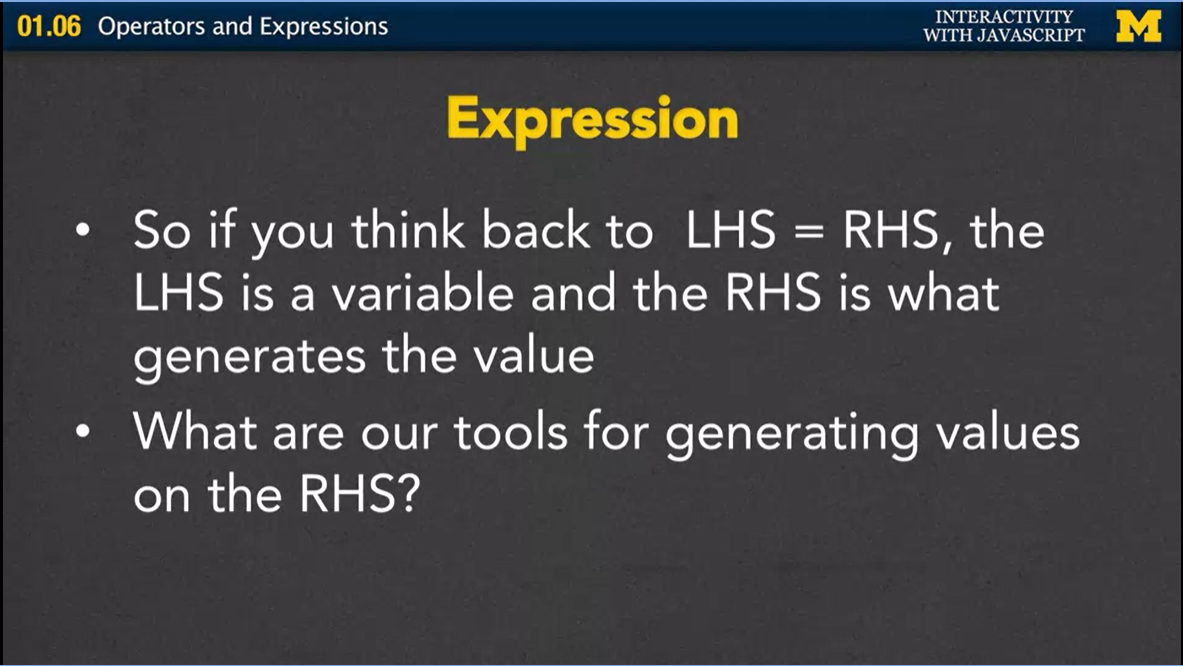 01.06 Operators and Expressions
INTERACTIVITY
WITH JAVASCRIPT
M
Expression
• So if you think back to LHS = RHS, the
LHS is a variable and the RHS is what
generates the value
• What are our tools for generating values
on the RHS?